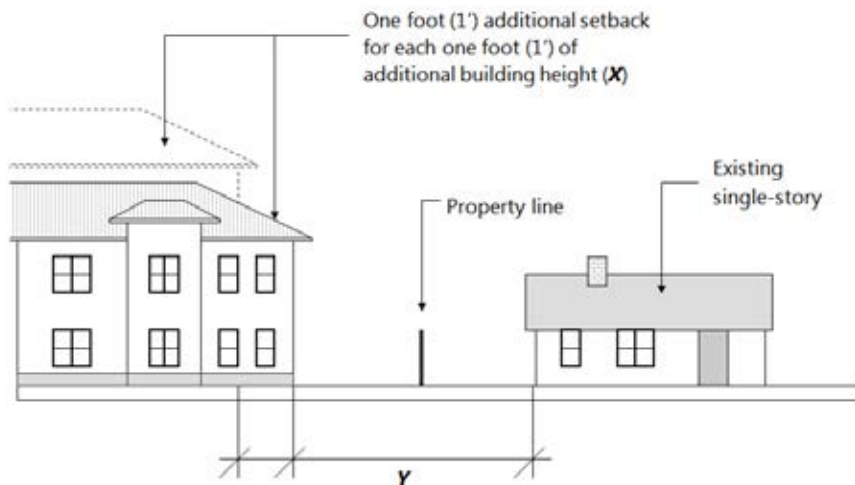 One foot (1') additional setback
for each one foot (1') of
additional building height (X)
Existing
single-story
Property line
Y